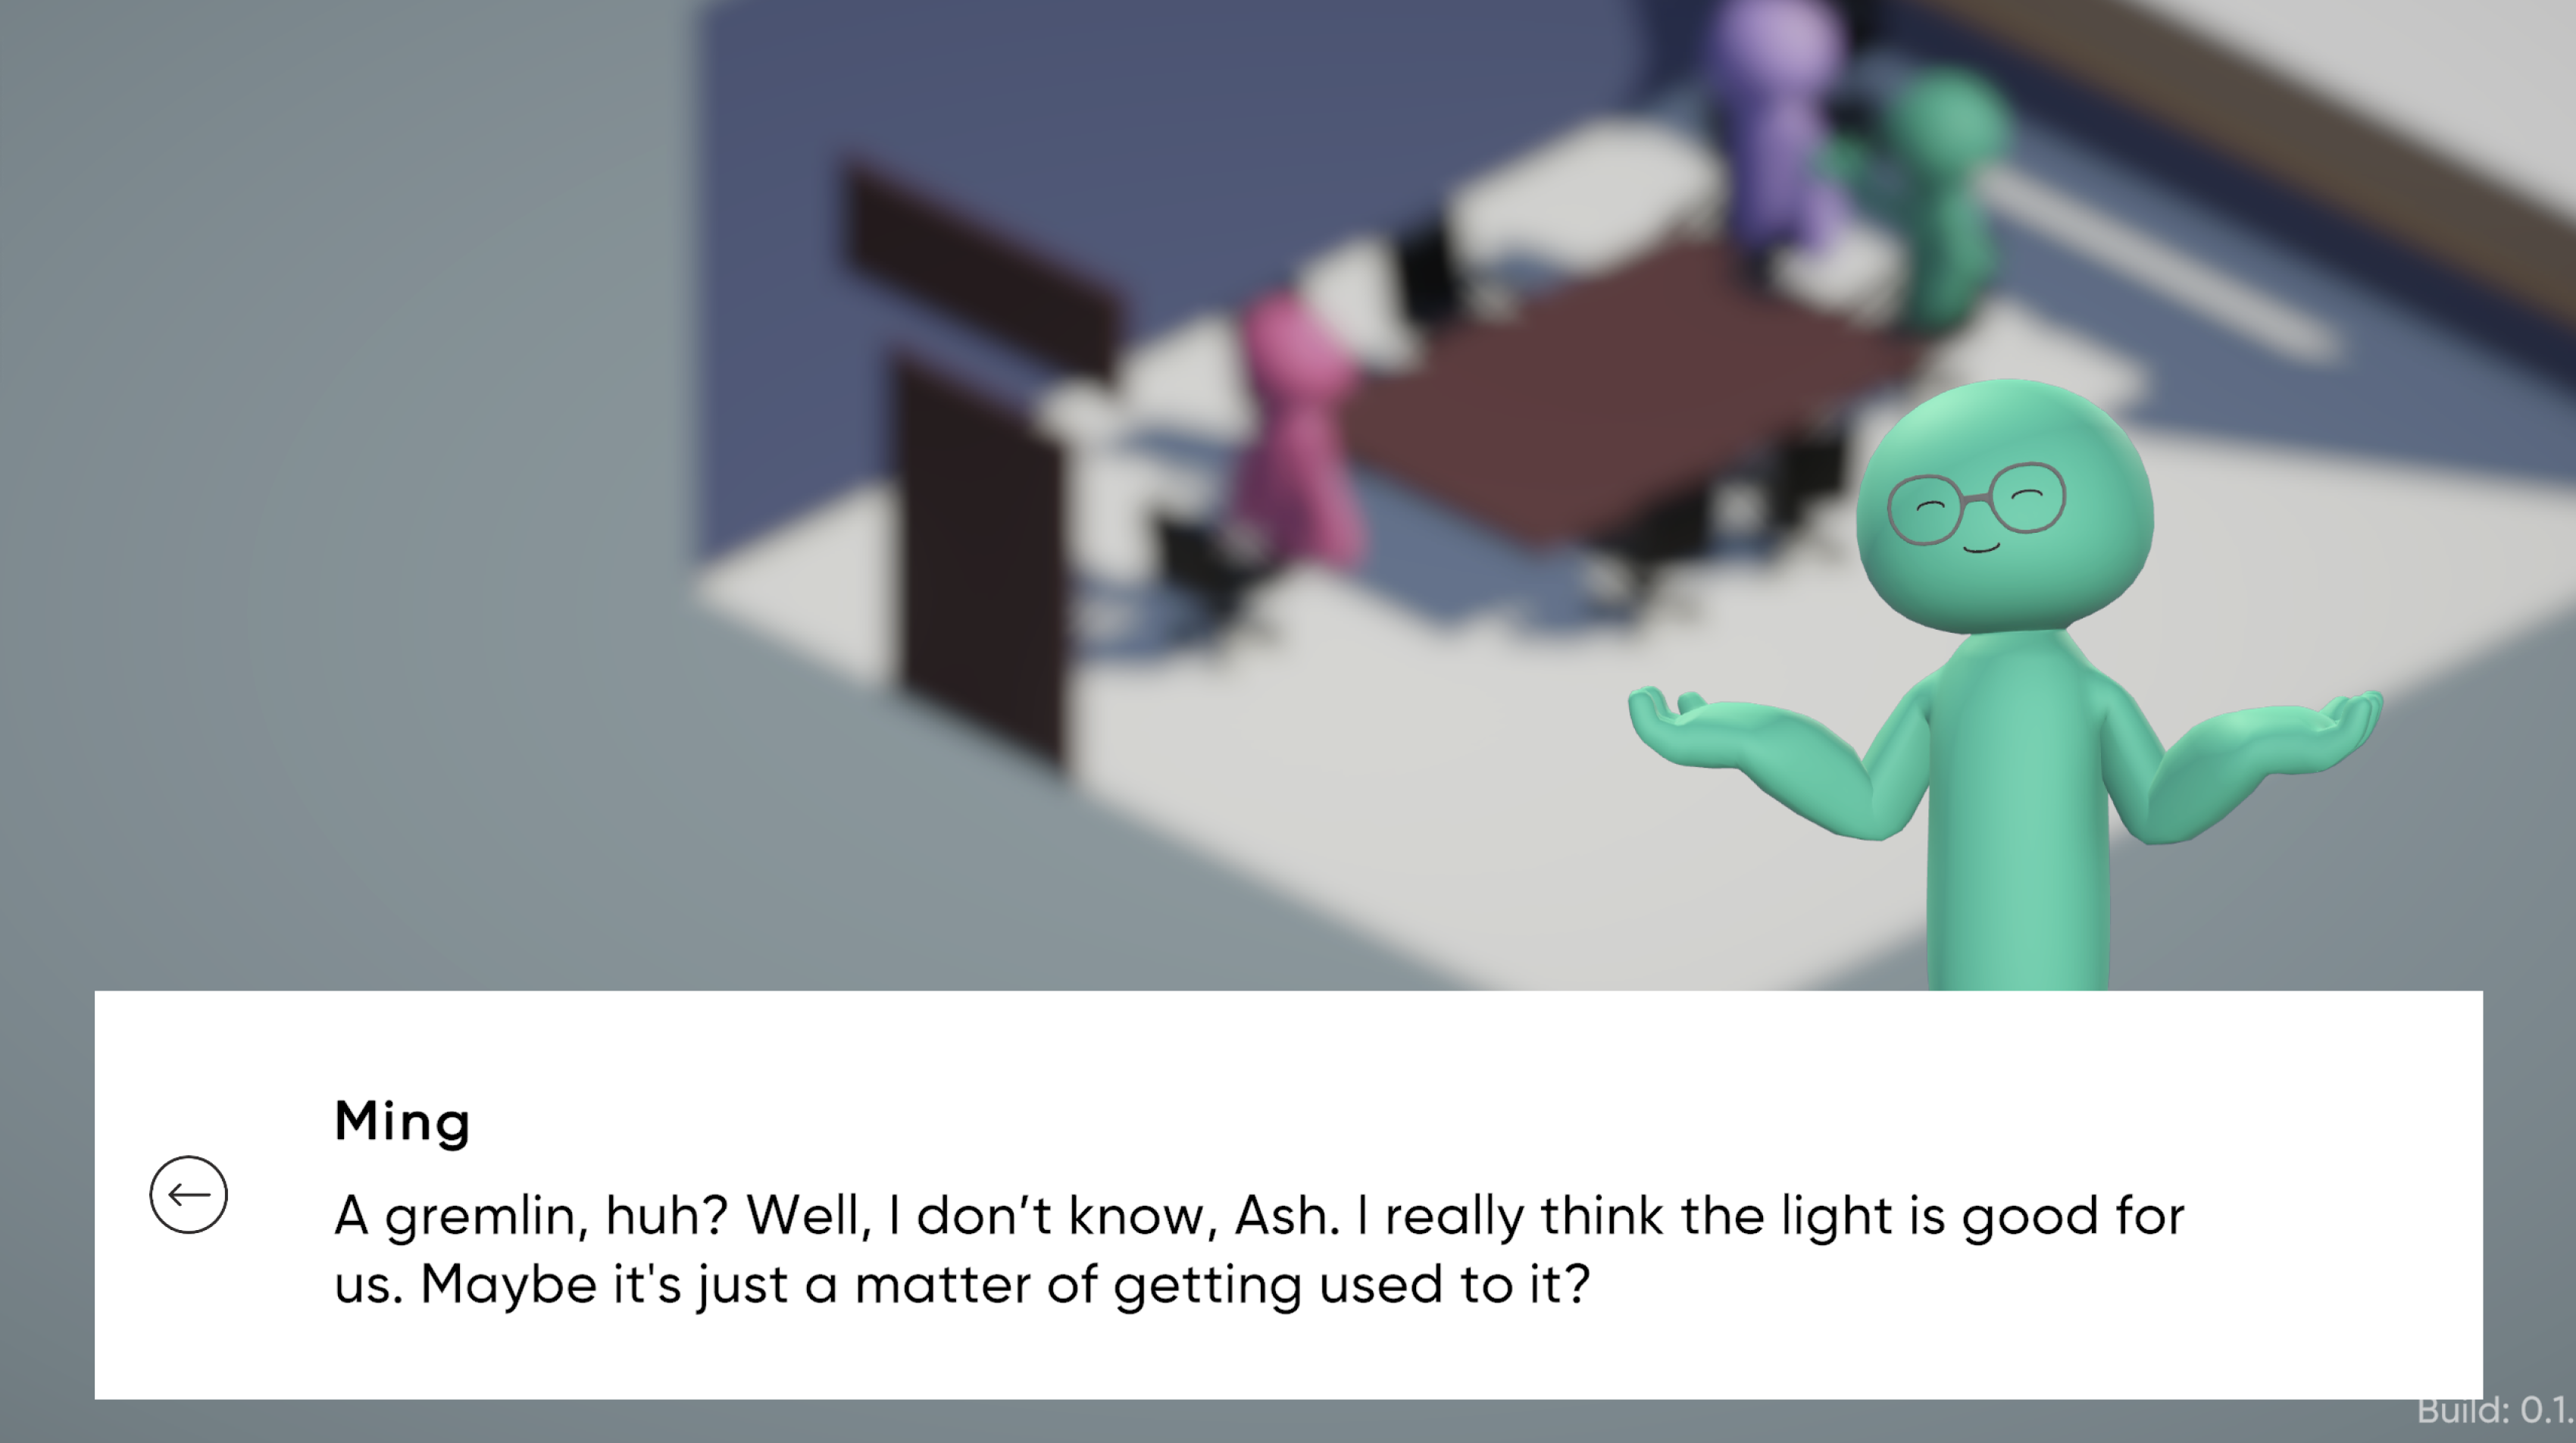 Ming
A gremlin, huh? Well, I don’t know, Ash. I really think the light is good for
us. Maybe it's just a matter of getting used to it?
Build: 0.1.